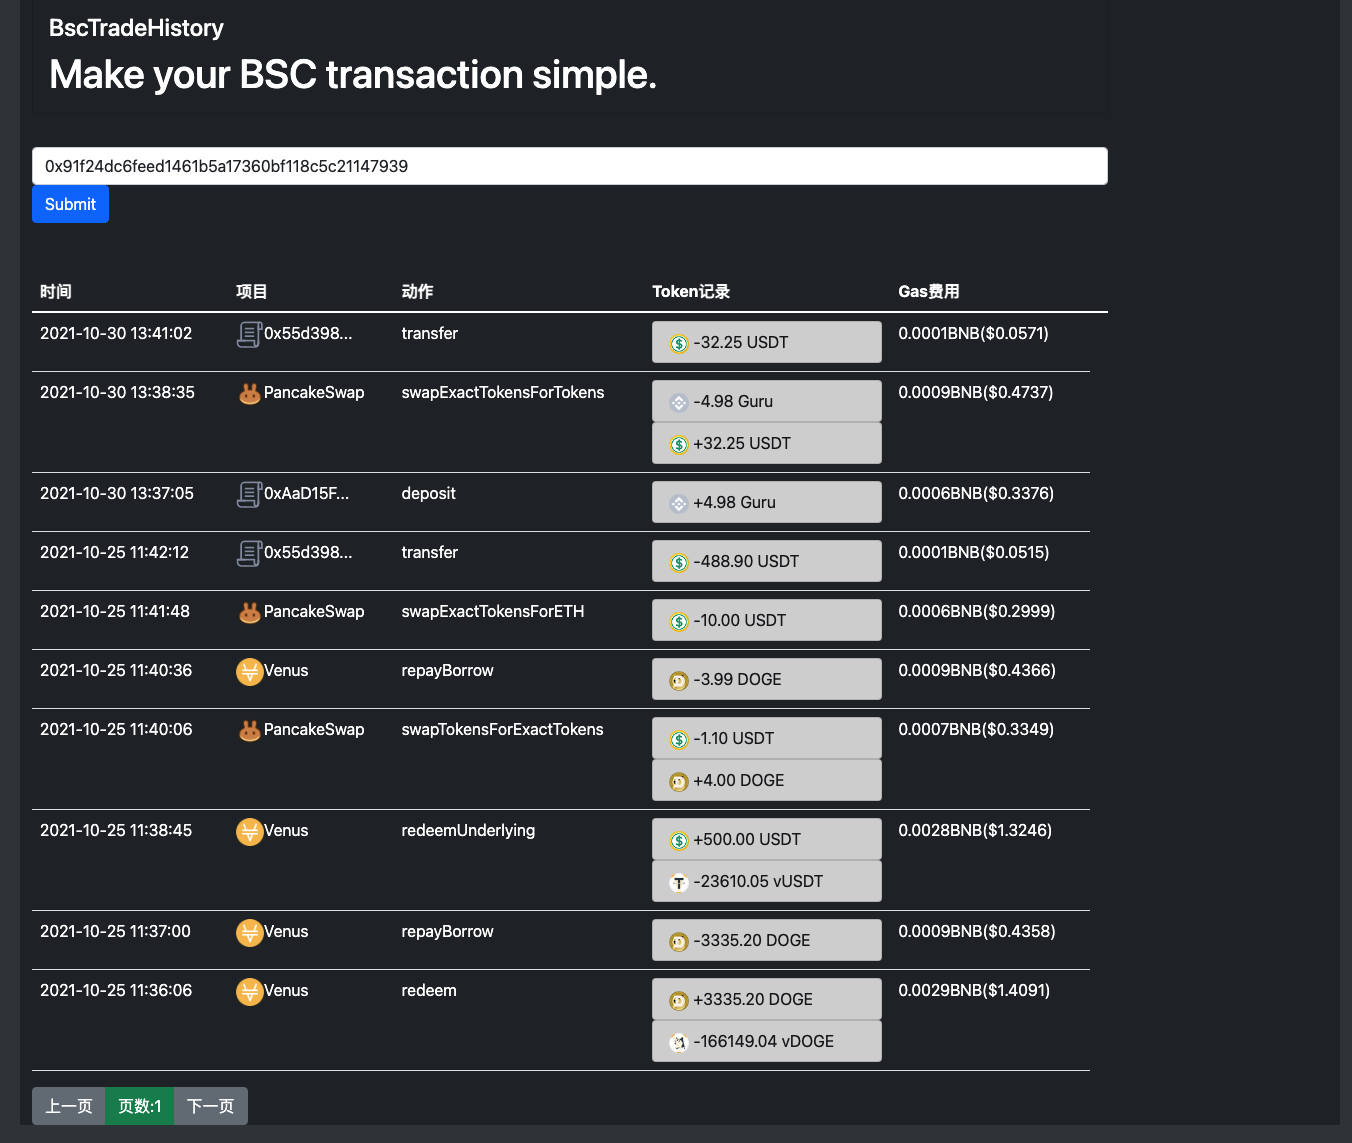 BscTradeHistory
Make your BSC transaction simple.
0x91f24dc6feed1461b5a17360bf118c5c21147939
Submit
时间 项目 动作 Token记录 Gas费用
2021-10-30 13:41:02 0x55d398... transfer -32.25 USDT 0.0001BNB($0.0571)
2021-10-30 13:38:35 PancakeSwap swapExactTokensForTokens -4.98 Guru 0.0009BNB($0.4737)
+32.25 USDT
2021-10-30 13:37:05 0xAaD15F... deposit +4.98 Guru 0.0006BNB($0.3376)
2021-10-25 11:42:12 0x55d398... transfer -488.90 USDT 0.0001BNB($0.0515)
2021-10-25 11:41:48 PancakeSwap swapExactTokensForETH -10.00 USDT 0.0006BNB($0.2999)
2021-10-25 11:40:36 Venus repayBorrow -3.99 DOGE 0.0009BNB($0.4366)
2021-10-25 11:40:06 PancakeSwap swapTokensForExactTokens -1.10 USDT 0.0007BNB($0.3349)
+4.00 DOGE
2021-10-25 11:38:45 Venus redeemUnderlying +500.00 USDT 0.0028BNB($1.3246)
-23610.05 vUSDT
2021-10-25 11:37:00 Venus repayBorrow -3335.20 DOGE 0.0009BNB($0.4358)
2021-10-25 11:36:06 Venus redeem +3335.20 DOGE 0.0029BNB($1.4091)
-166149.04 vDOGE
上一页 页数:1 下一页